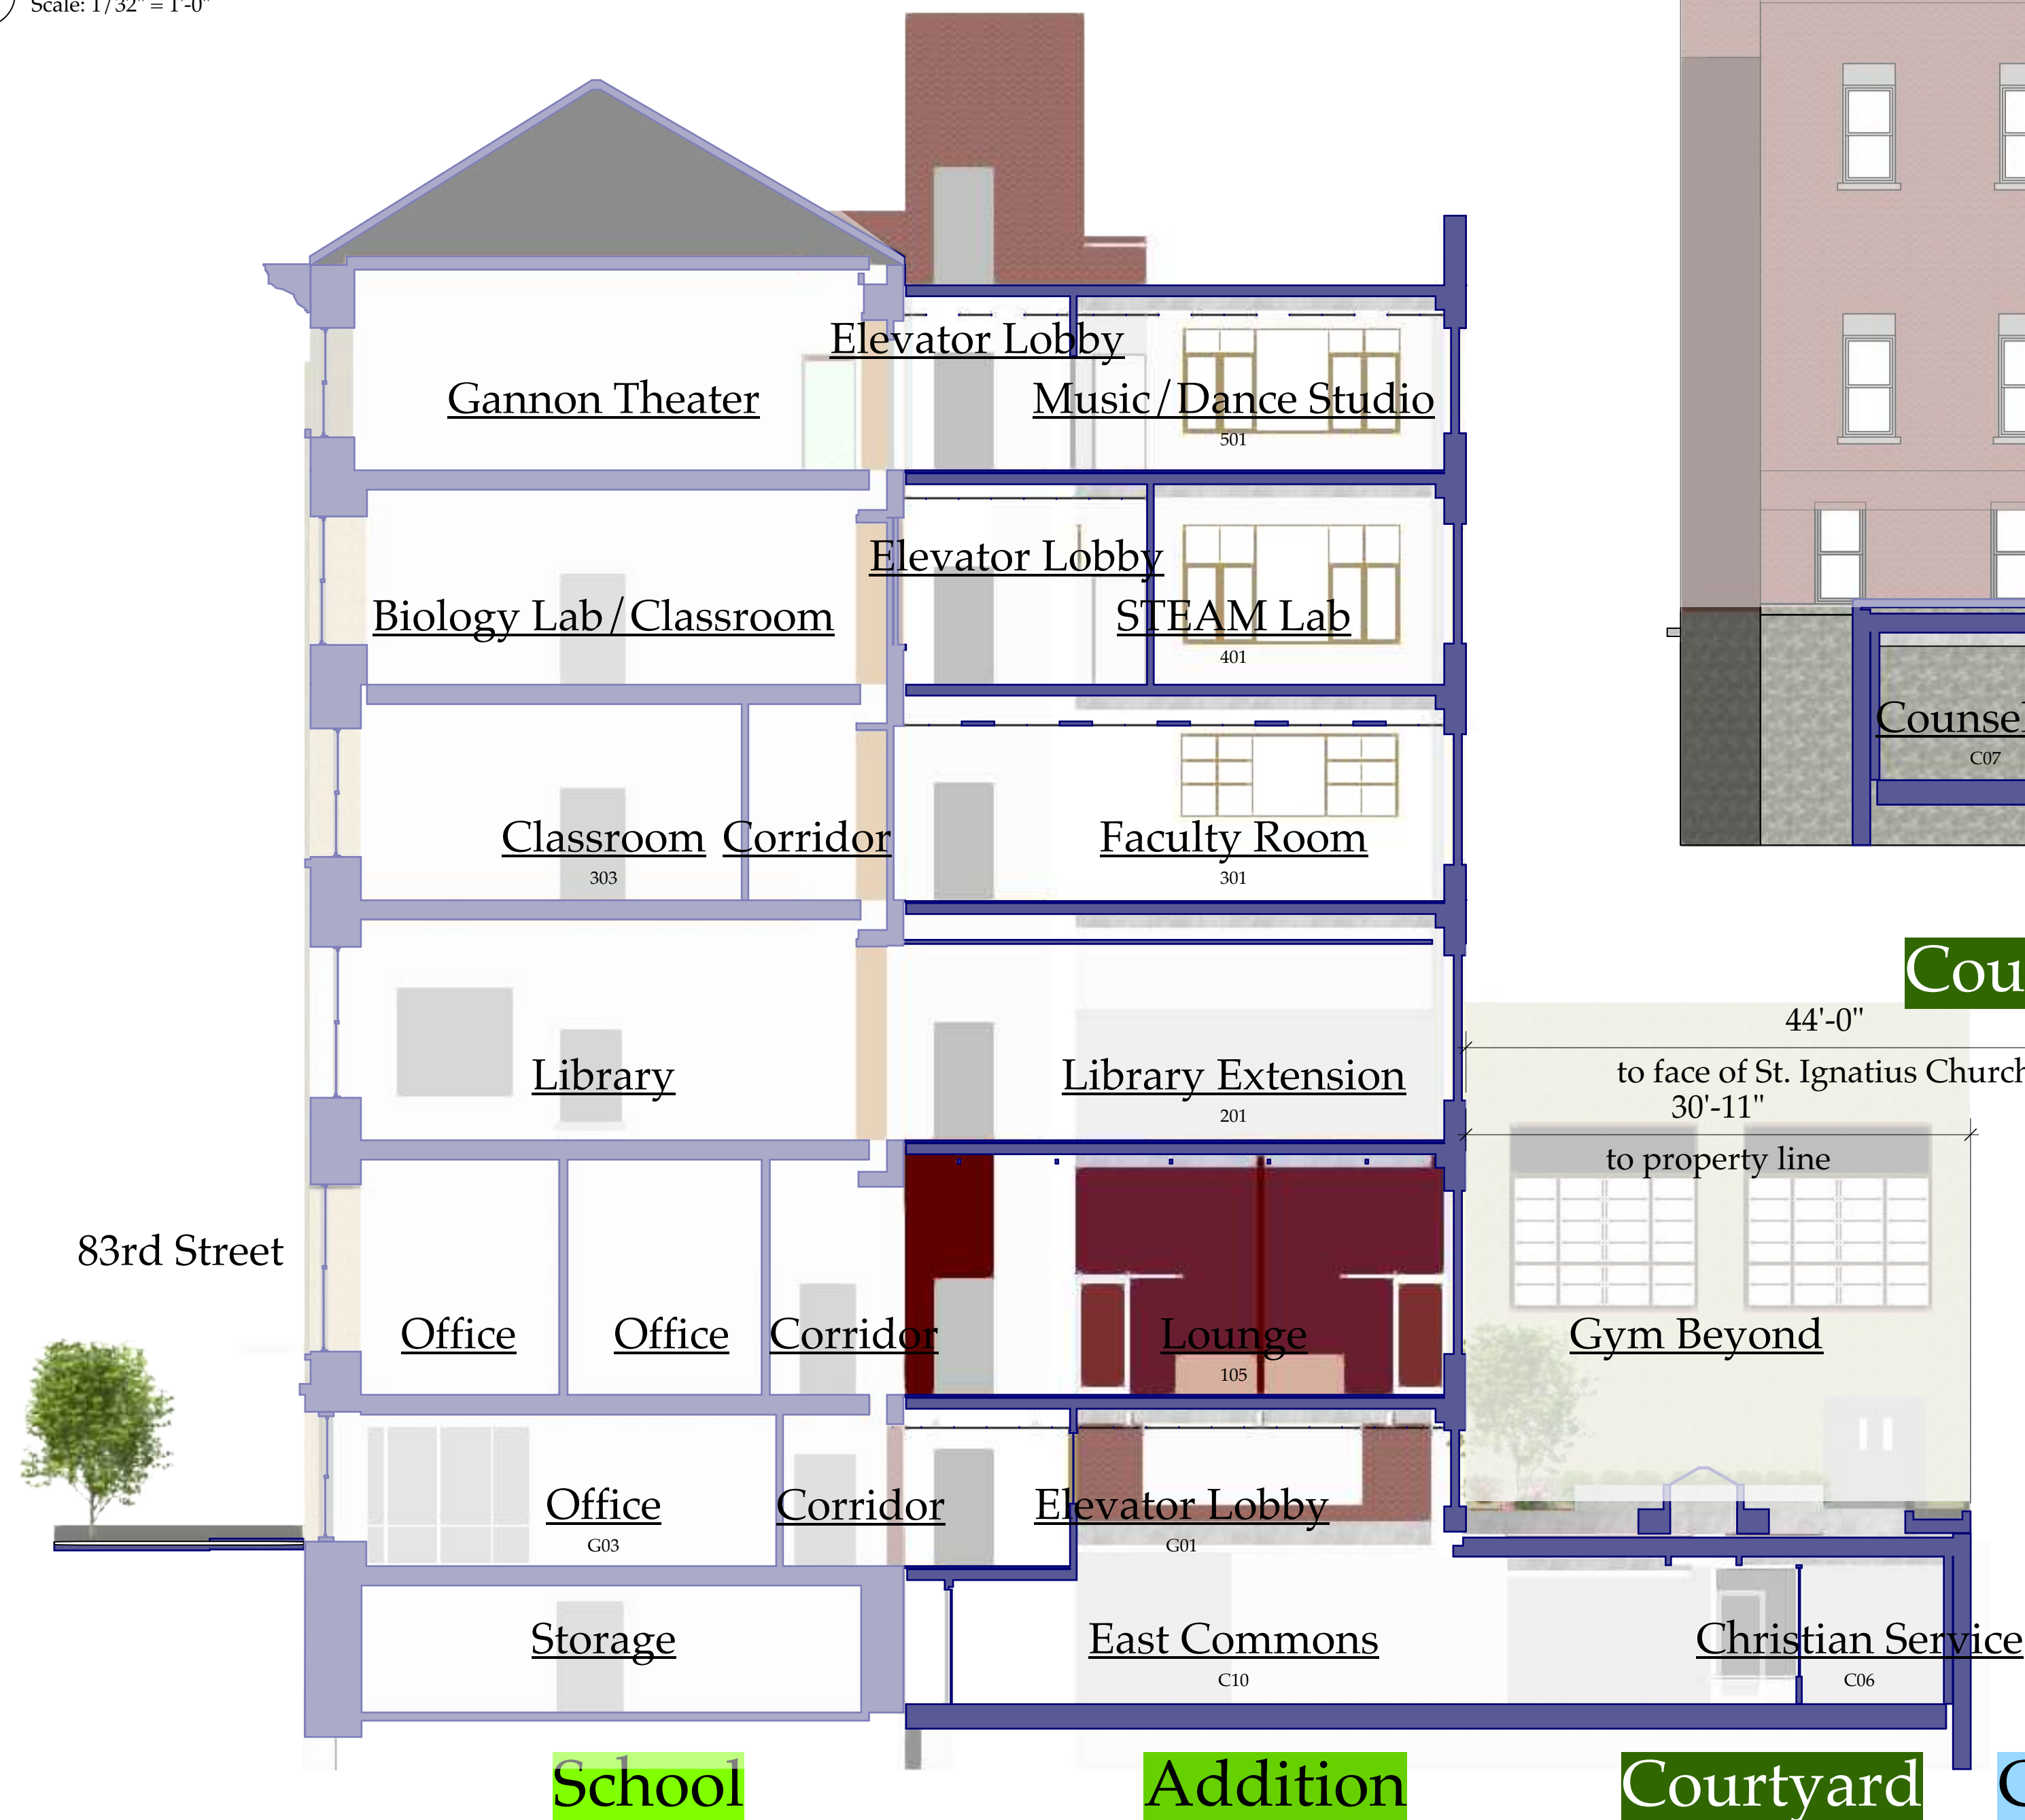 Scale: 1/32" = 1'-0"
Elevator Lobby
Gannon Theater
Music/Dance Studio
501
Elevator Lobby
Biology Lab/Classroom
STEAM Lab
401
C07
Classroom
303
Corridor
Faculty Room
301
44'-0"
to face of St. Ignatius Church
30'-11"
to property line
Library
Library Extension
201
83rd Street
Office
Office
Corridor
Lounge
105
Gym Beyond
Office
G03
Corridor
Elevator Lobby
G01
Storage
East Commons
C10
Christian Service
C06
School
Addition
Courtyard